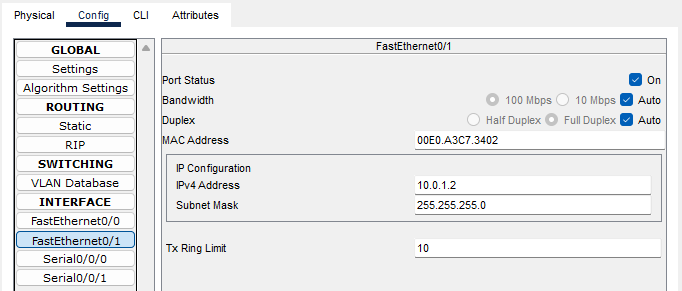 Physical Config CLI Attributes
GLOBAL
Settings
Algorithm Settings
ROUTING
Static
RIP
SWITCHING
VLAN Database
INTERFACE
FastEthernet0/0
FastEthernet0/1
Serial0/0/0
Serial0/0/1
FastEthernet0/1
Port Status On
Bandwidth 100 Mbps 10 Mbps Auto
Duplex Half Duplex Full Duplex Auto
MAC Address 00E0.A3C7.3402
IP Configuration
IPv4 Address 10.0.1.2
Subnet Mask 255.255.255.0
Tx Ring Limit 10